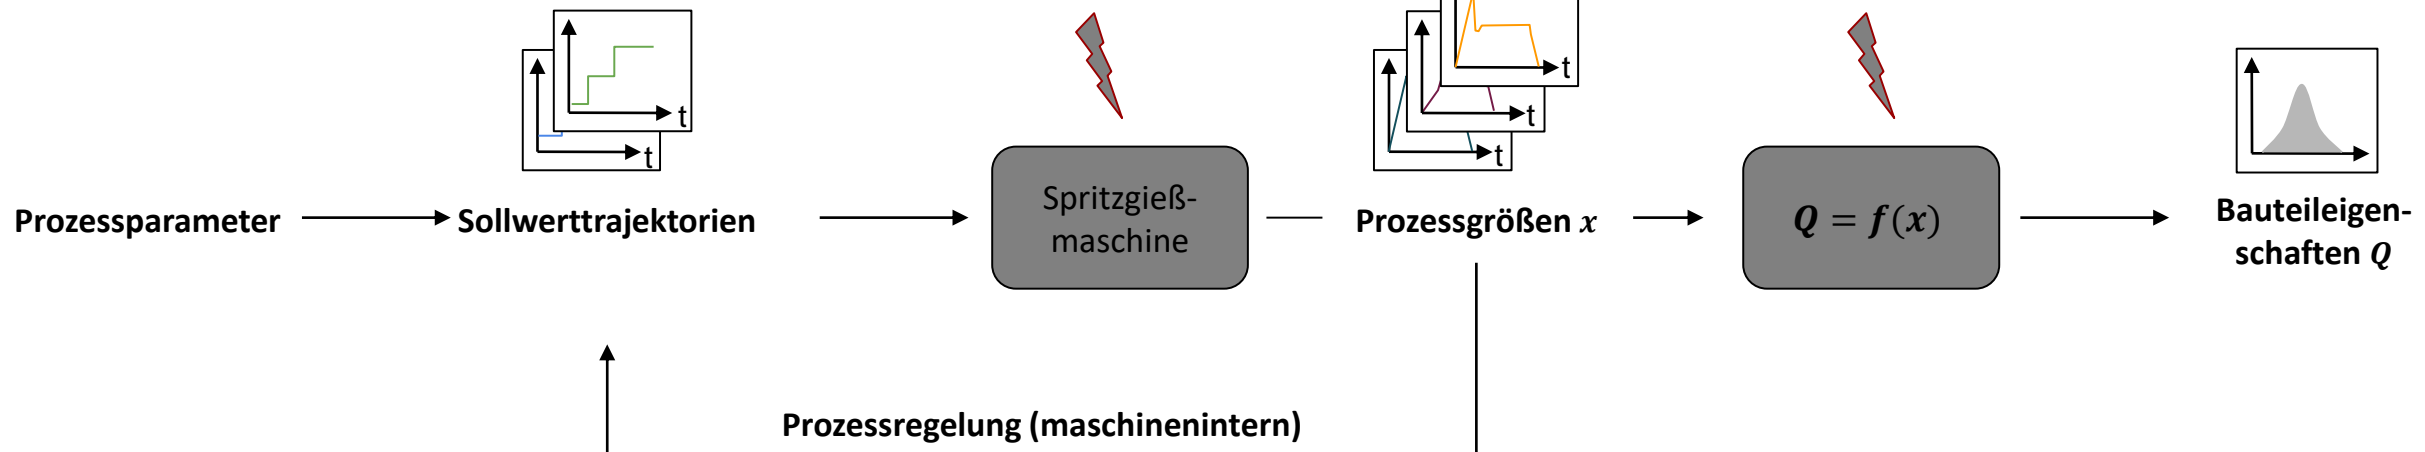 t
t
t
t
t
Prozessparameter
Sollwerttrajektorien
Spritzgieß-
maschine
Prozessgrößen x
Q = f(x)
Bauteileigen-
schaften Q
Prozessregelung (maschinenintern)